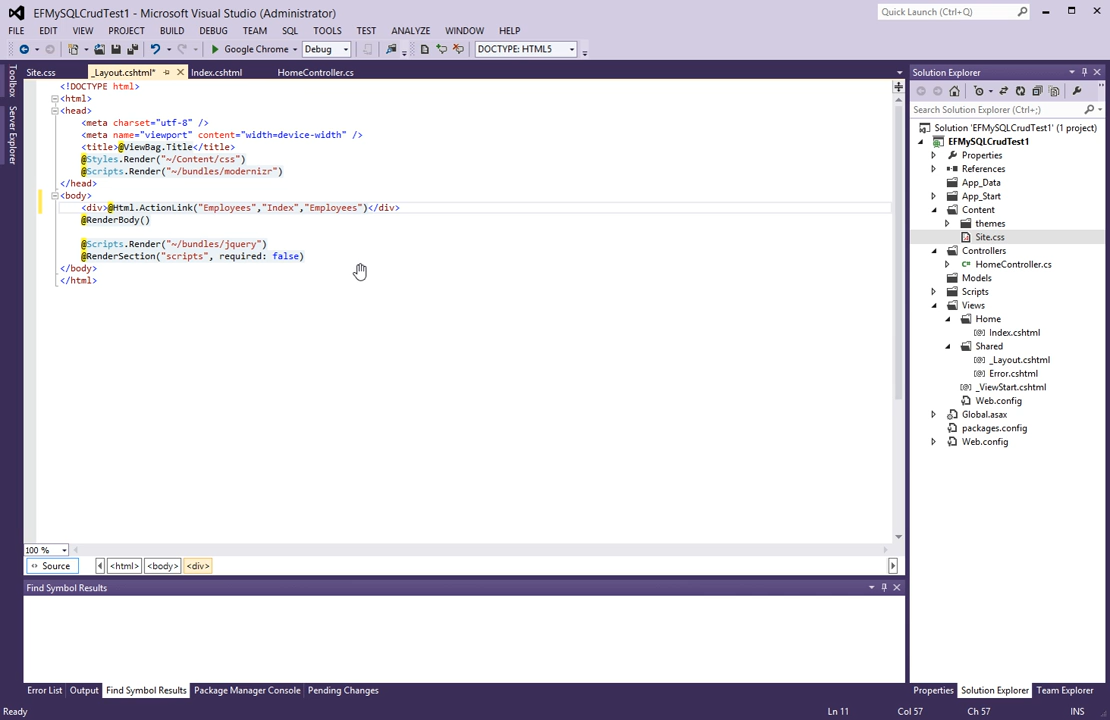 EFMySQLCrudTest1 - Microsoft Visual Studio (Administrator)
Quick Launch (Ctrl+Q)
FILE EDIT VIEW PROJECT BUILD DEBUG TEAM SQL TOOLS TEST ANALYZE WINDOW HELP
Google Chrome Debug DOCTYPE: HTML5
Toolbox
Server Explorer
Site.css _Layout.cshtml* Index.cshtml HomeController.cs
<!DOCTYPE html>
<html>
<head>
<meta charset="utf-8" />
<meta name="viewport" content="width=device-width" />
<title>@ViewBag.Title</title>
@Styles.Render("~/Content/css")
@Scripts.Render("~/bundles/modernizr")
</head>
<body>
<div>@Html.ActionLink("Employees","Index","Employees")</div>
@RenderBody()
@Scripts.Render("~/bundles/jquery")
@RenderSection("scripts", required: false)
</body>
</html>
100 %
Source <html> <body> <div>
Find Symbol Results
Error List Output Find Symbol Results Package Manager Console Pending Changes
Solution Explorer
Search Solution Explorer (Ctrl+;)
Solution 'EFMySQLCrudTest1' (1 project)
EFMySQLCrudTest1
Properties
References
App_Data
App_Start
Content
themes
Site.css
Controllers
HomeController.cs
Models
Scripts
Views
Home
Index.cshtml
Shared
_Layout.cshtml
Error.cshtml
_ViewStart.cshtml
Web.config
Global.asax
packages.config
Web.config
Properties Solution Explorer Team Explorer
Ready Ln 11 Col 57 Ch 57 INS